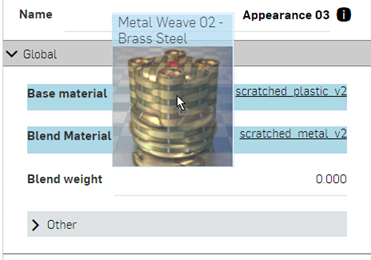 Name
Metal Weave 02 -
Brass Steel
Appearance 03
Global
Base material
scratched_plastic_v2
Blend Material
scratched_metal_v2
Blend weight
0.000
Other